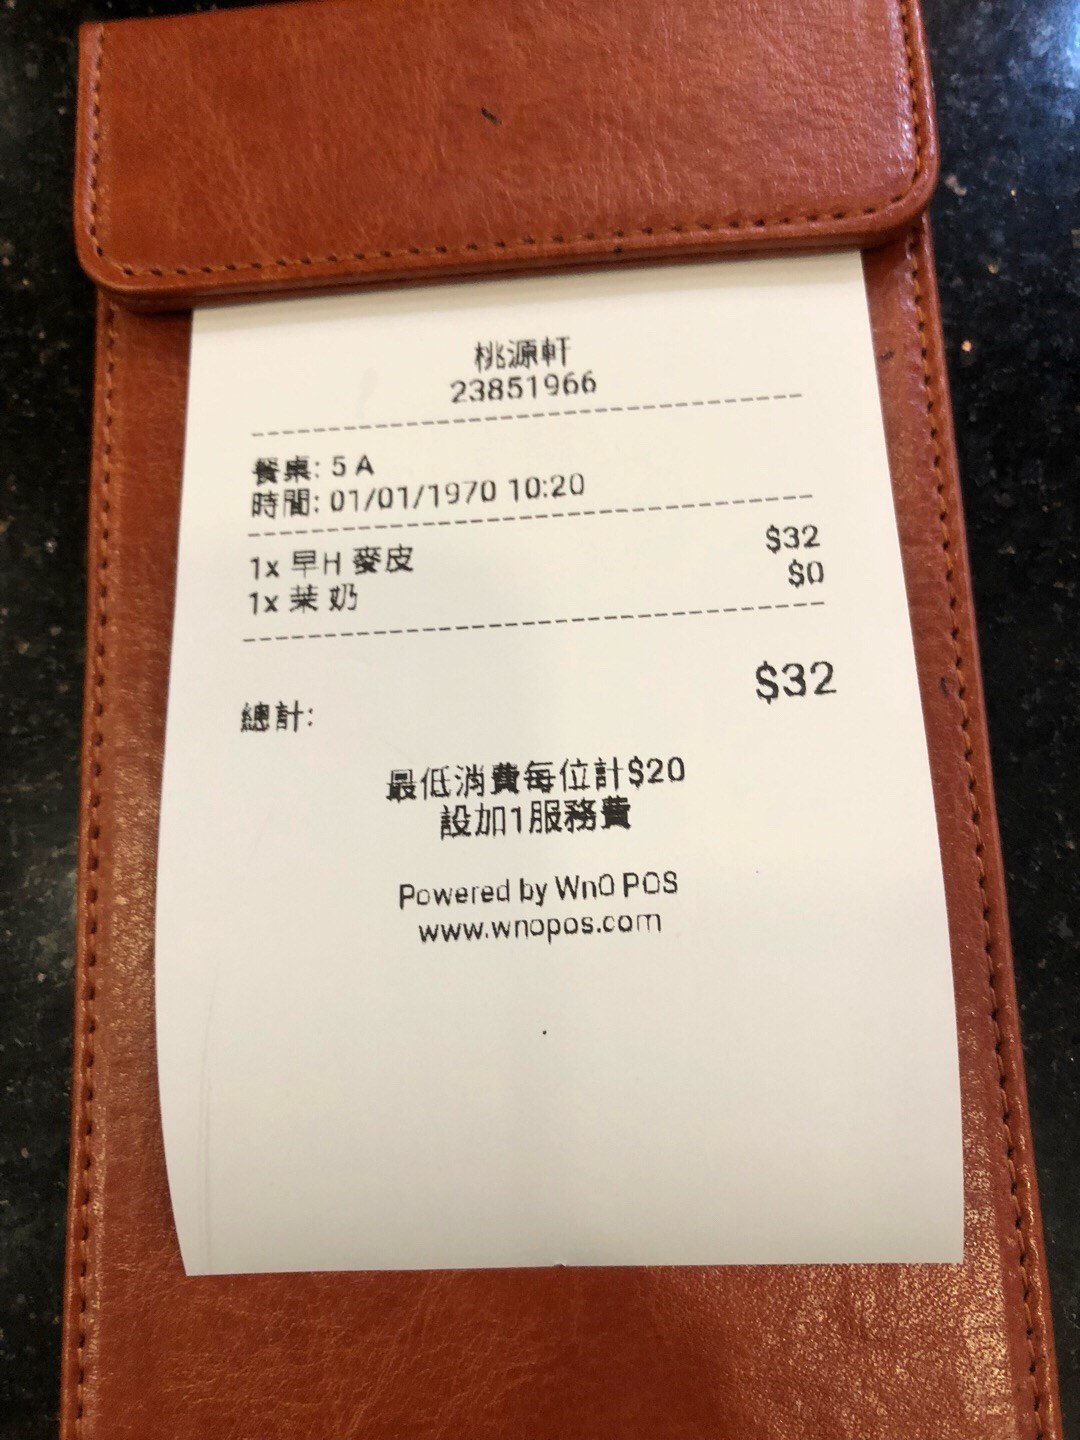 桃源軒
23851966
餐桌: 5 A
時間: 01/01/1970 10:20
1x 早H 麥皮 $32
1x 茉 奶 $0
總計: $32
最低消費每位計$20
設加1服務費
Powered by WnO POS
www.wnopos.com